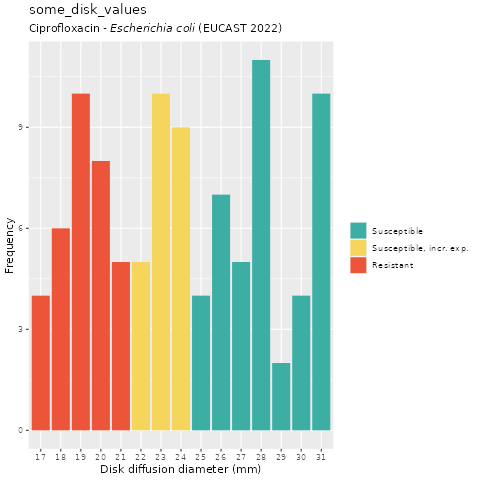 some_disk_values
Ciprofloxacin - Escherichia coli (EUCAST 2022)
Frequency
9
6
3
0
17 18 19 20 21 22 23 24 25 26 27 28 29 30 31
Disk diffusion diameter (mm)
Susceptible
Susceptible, incr. exp.
Resistant